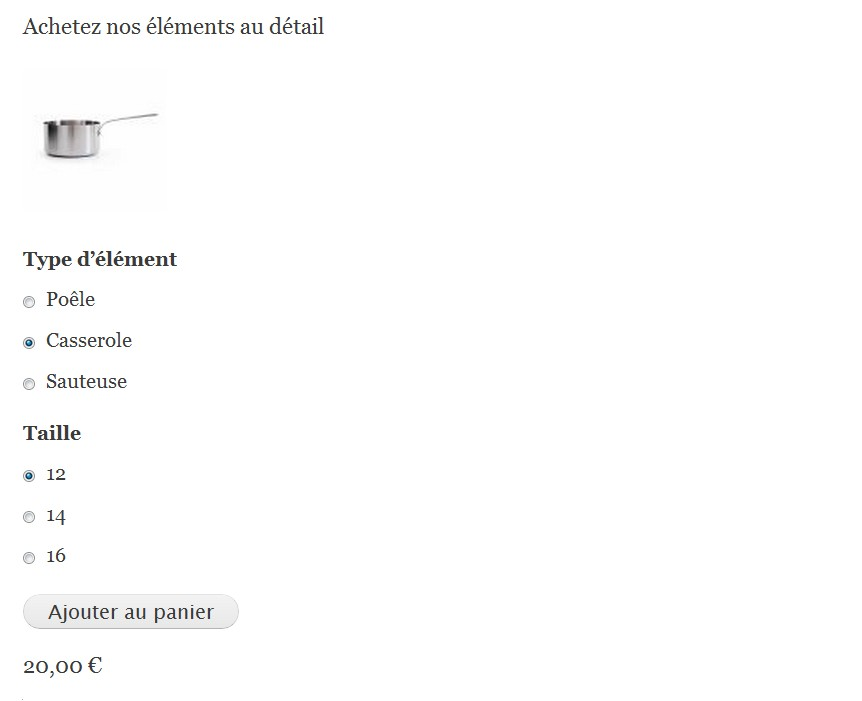 Achetez nos éléments au détail
Type d’élément
Poêle
Casserole
Sauteuse
Taille
12
14
16
Ajouter au panier
20,00 €